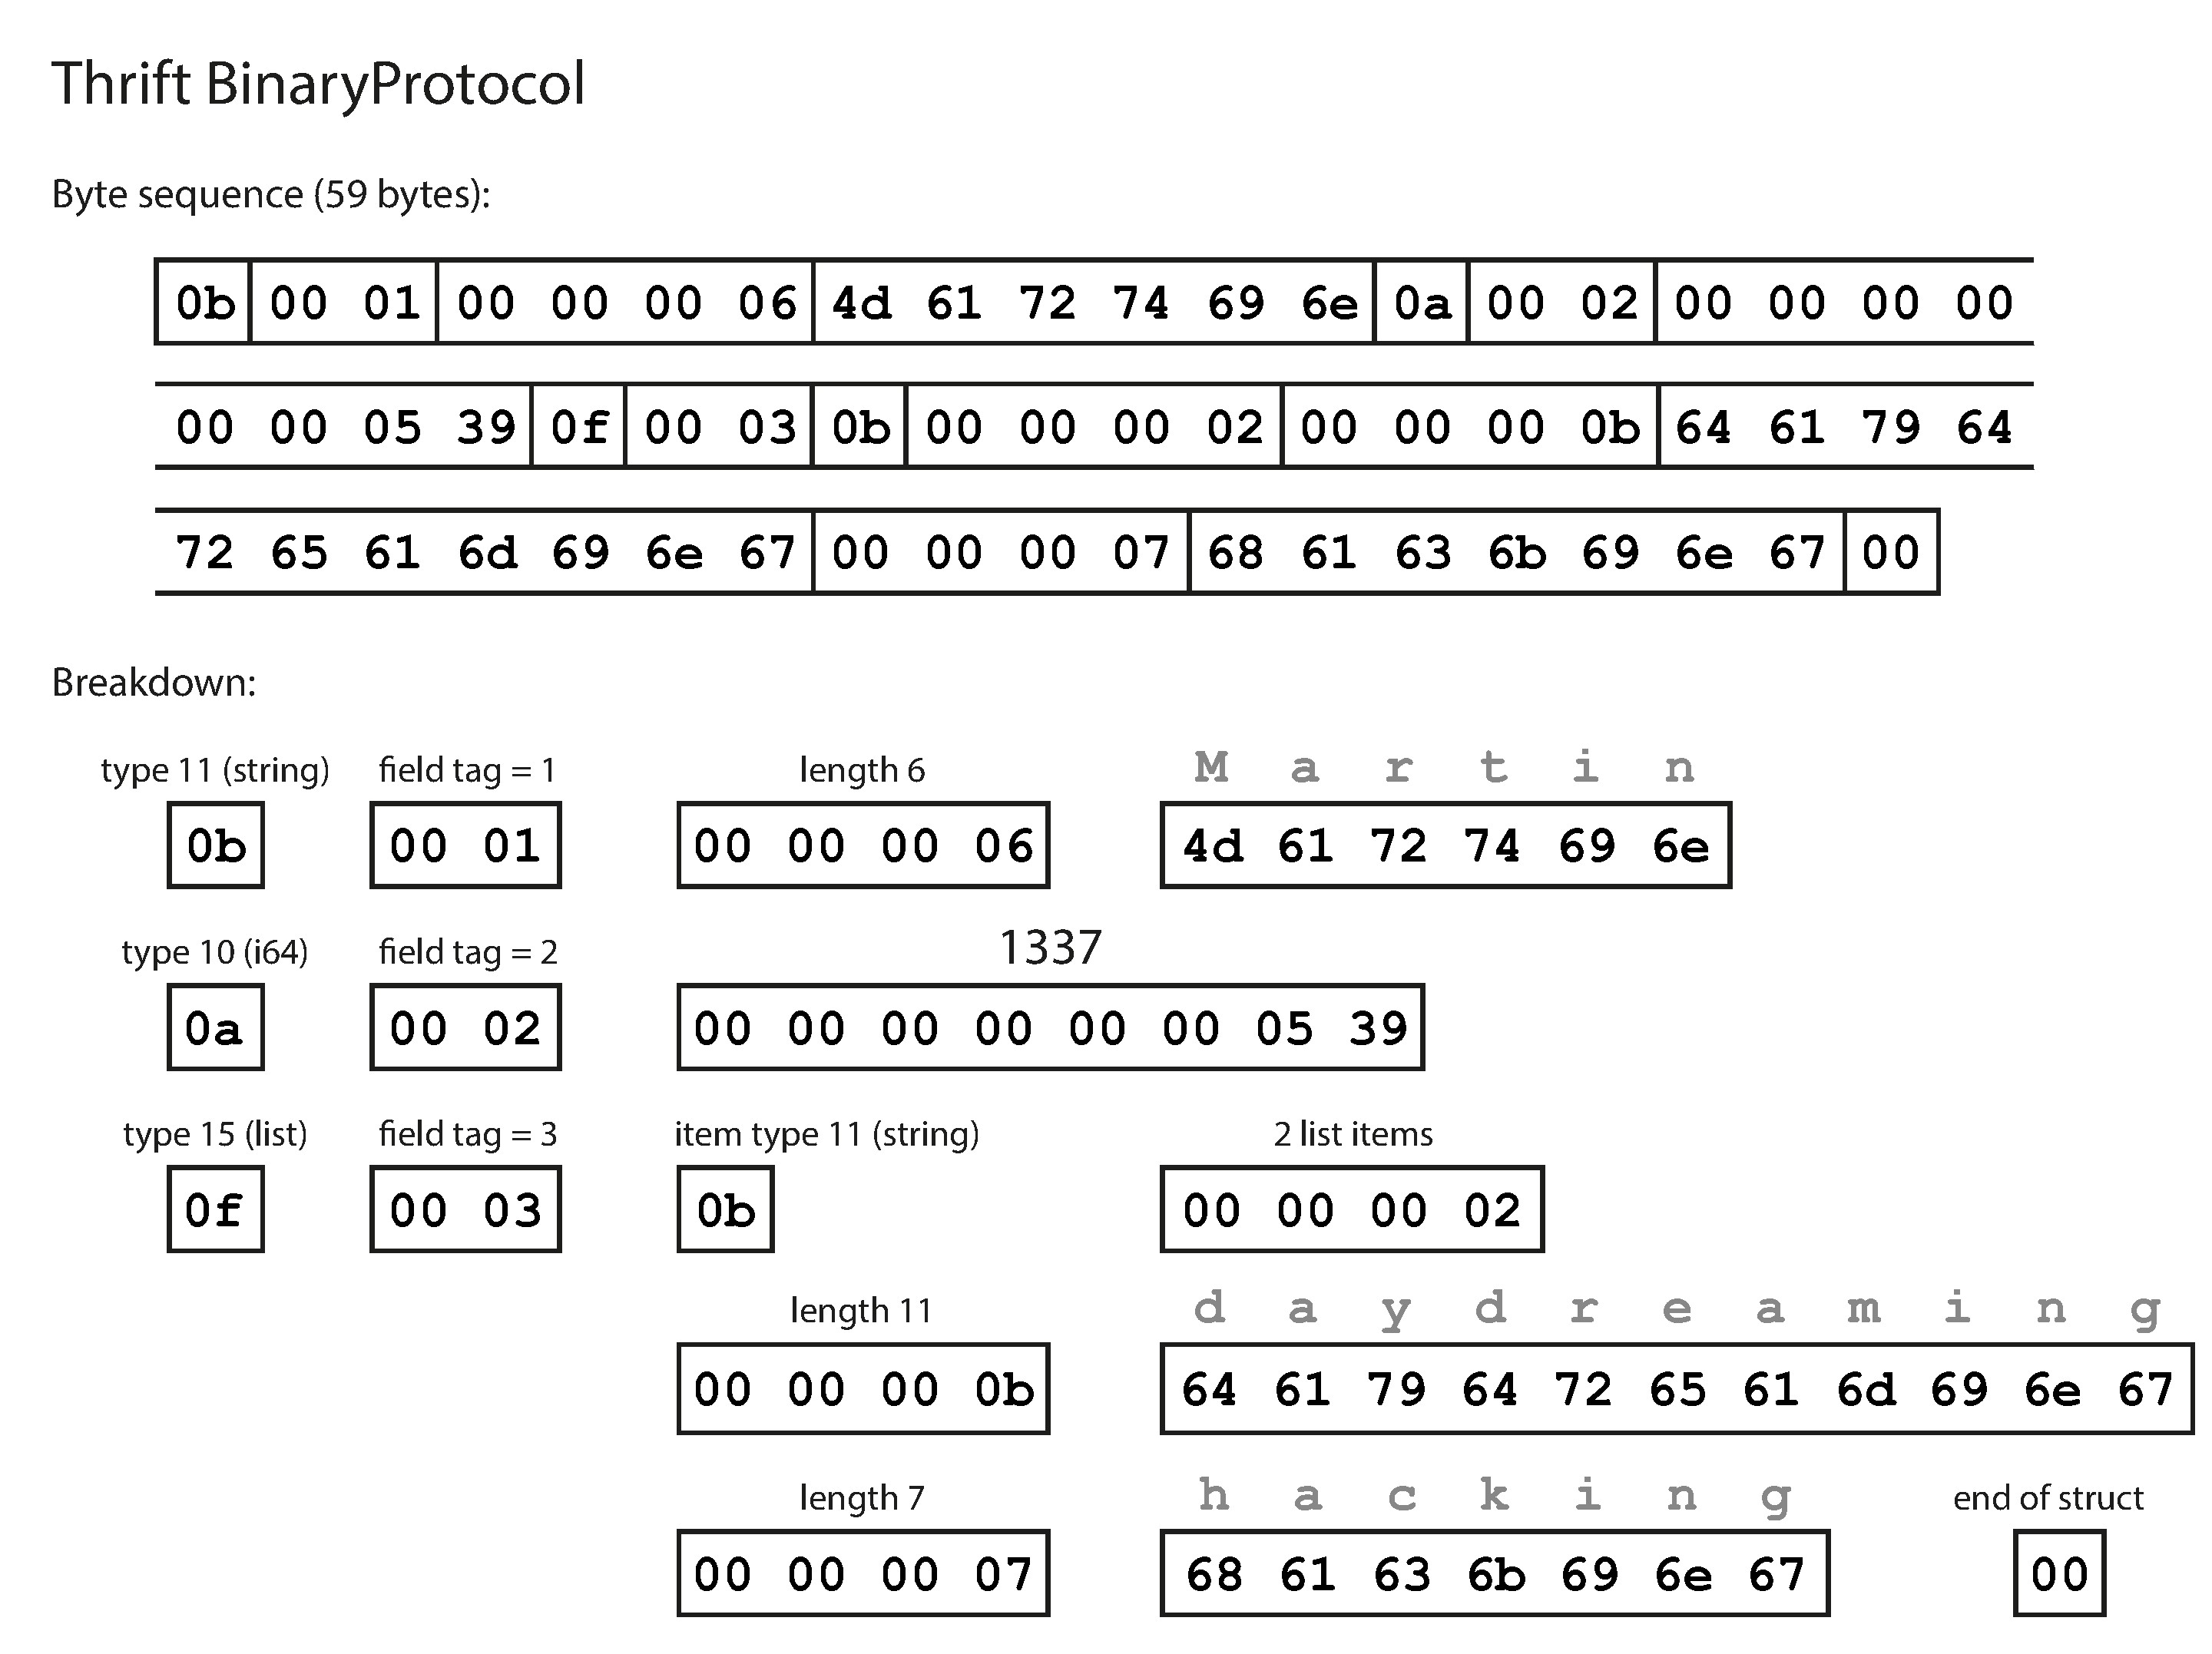 Thrift BinaryProtocol
Byte sequence (59 bytes):
0b 00 01 00 00 00 06 4d 61 72 74 69 6e 0a 00 02 00 00 00 00
00 00 05 39 0f 00 03 0b 00 00 00 02 00 00 00 0b 64 61 79 64
72 65 61 6d 69 6e 67 00 00 00 07 68 61 63 6b 69 6e 67 00
Breakdown:
type 11 (string) field tag = 1 length 6 M a r t i n
0b 00 01 00 00 00 06 4d 61 72 74 69 6e
type 10 (i64) field tag = 2 1337
0a 00 02 00 00 00 00 00 00 05 39
type 15 (list) field tag = 3 item type 11 (string) 2 list items
0f 00 03 0b 00 00 00 02
length 11 d a y d r e a m i n g
00 00 00 0b 64 61 79 64 72 65 61 6d 69 6e 67
length 7 h a c k i n g end of struct
00 00 00 07 68 61 63 6b 69 6e 67 00